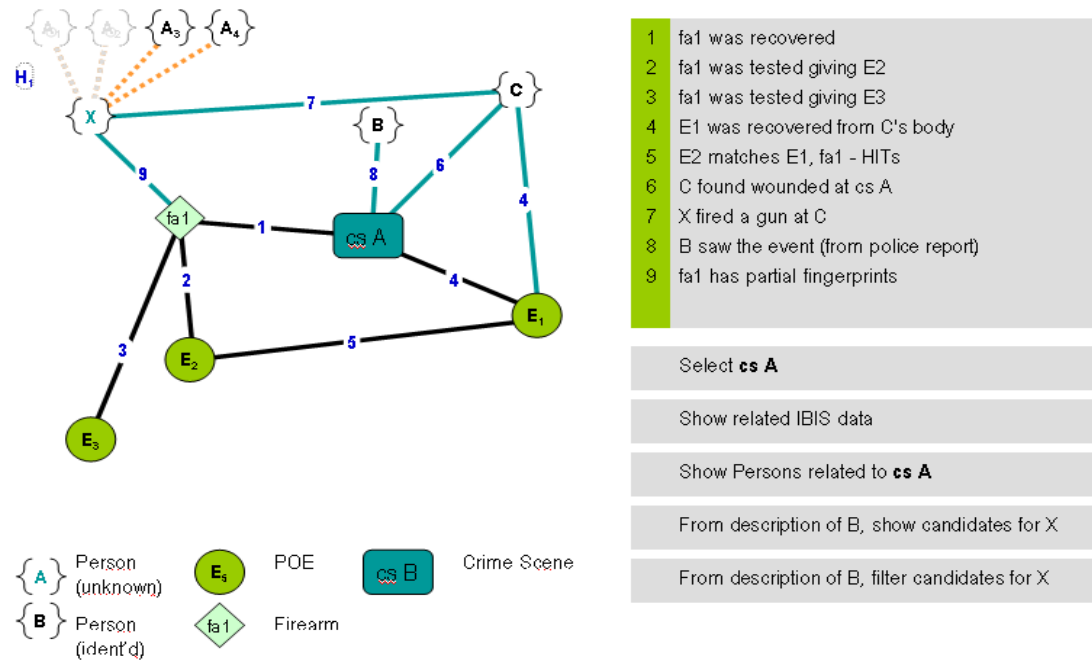 {A₅₁} {A₅₂} {A₃} {A₄}
H₁
{X}
7
{C}
{B}
9
8
6
4
fa1
1
cs A
2
4
E₁
3
E₂
5
E₃
1 fa1 was recovered
2 fa1 was tested giving E2
3 fa1 was tested giving E3
4 E1 was recovered from C's body
5 E2 matches E1, fa1 - HITs
6 C found wounded at cs A
7 X fired a gun at C
8 B saw the event (from police report)
9 fa1 has partial fingerprints
Select cs A
Show related IBIS data
Show Persons related to cs A
From description of B, show candidates for X
From description of B, filter candidates for X
{A} Person
(unknown)
E₅ POE
cs B Crime Scene
{B} Person
(ident'd)
fa1 Firearm